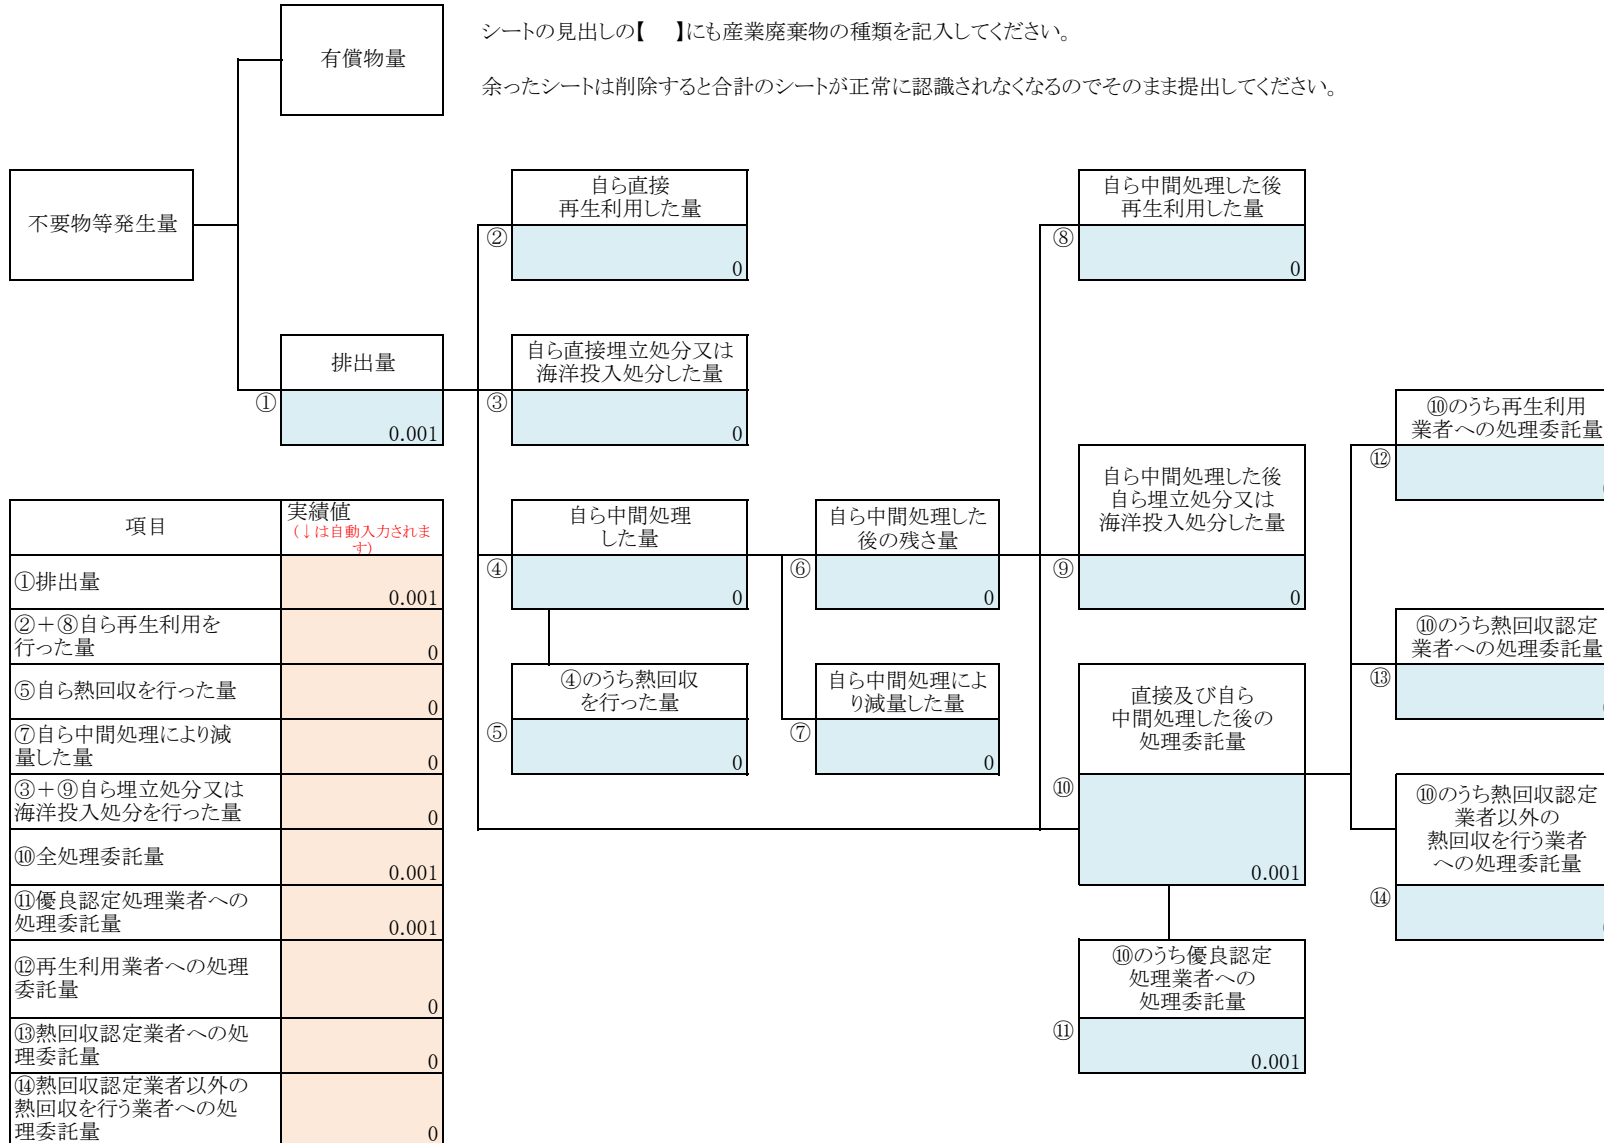 シートの見出しの【　】にも産業廃棄物の種類を記入してください。
有償物量
余ったシートは削除すると合計のシートが正常に認識されなくなるのでそのまま提出してください。
不要物等発生量
自ら直接
再生利用した量
②
0
自ら中間処理した後
再生利用した量
⑧
0
排出量
①
0.001
自ら直接埋立処分又は
海洋投入処分した量
③
0
⑩のうち再生利用
業者への処理委託量
⑫
自ら中間処理
した量
④
0
自ら中間処理した
後の残さ量
⑥
0
自ら中間処理した後
自ら埋立処分又は
海洋投入処分した量
⑨
0
⑩のうち熱回収認定
業者への処理委託量
⑬
④のうち熱回収
を行った量
⑤
0
自ら中間処理によ
り減量した量
⑦
0
直接及び自ら
中間処理した後の
処理委託量
⑩
0.001
⑩のうち熱回収認定
業者以外の
熱回収を行う業者
への処理委託量
⑭
⑩のうち優良認定
処理業者への
処理委託量
⑪
0.001
項目
実績値
（↓は自動入力されま
す）
①排出量
0.001
②＋⑧自ら再生利用を
行った量
0
⑤自ら熱回収を行った量
0
⑦自ら中間処理により減
量した量
0
③＋⑨自ら埋立処分又は
海洋投入処分を行った量
0
⑩全処理委託量
0.001
⑪優良認定処理業者への
処理委託量
0.001
⑫再生利用業者への処理
委託量
0
⑬熱回収認定業者への処
理委託量
0
⑭熱回収認定業者以外の
熱回収を行う業者への処
理委託量
0